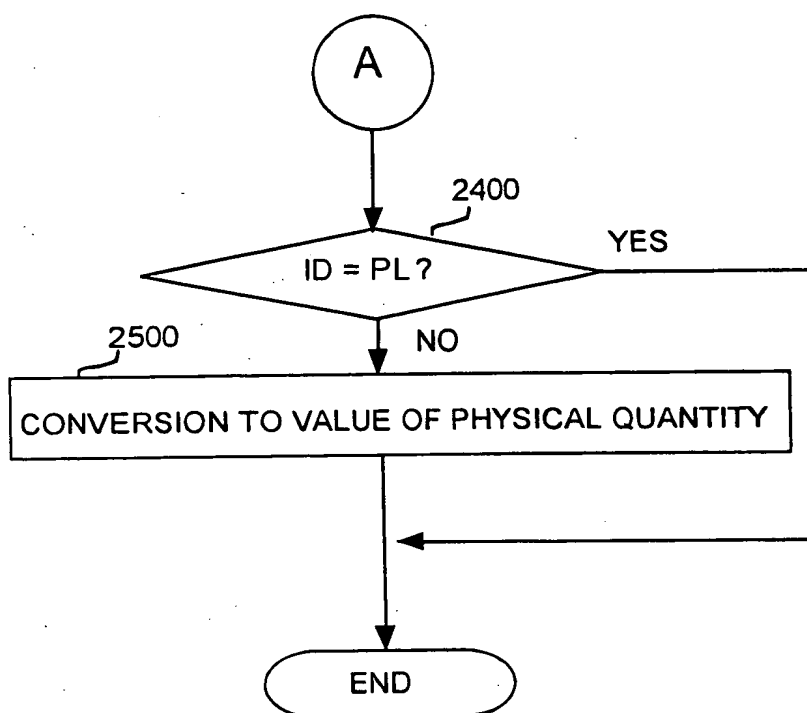 A
2400
ID = PL?
YES
NO
2500
CONVERSION TO VALUE OF PHYSICAL QUANTITY
END